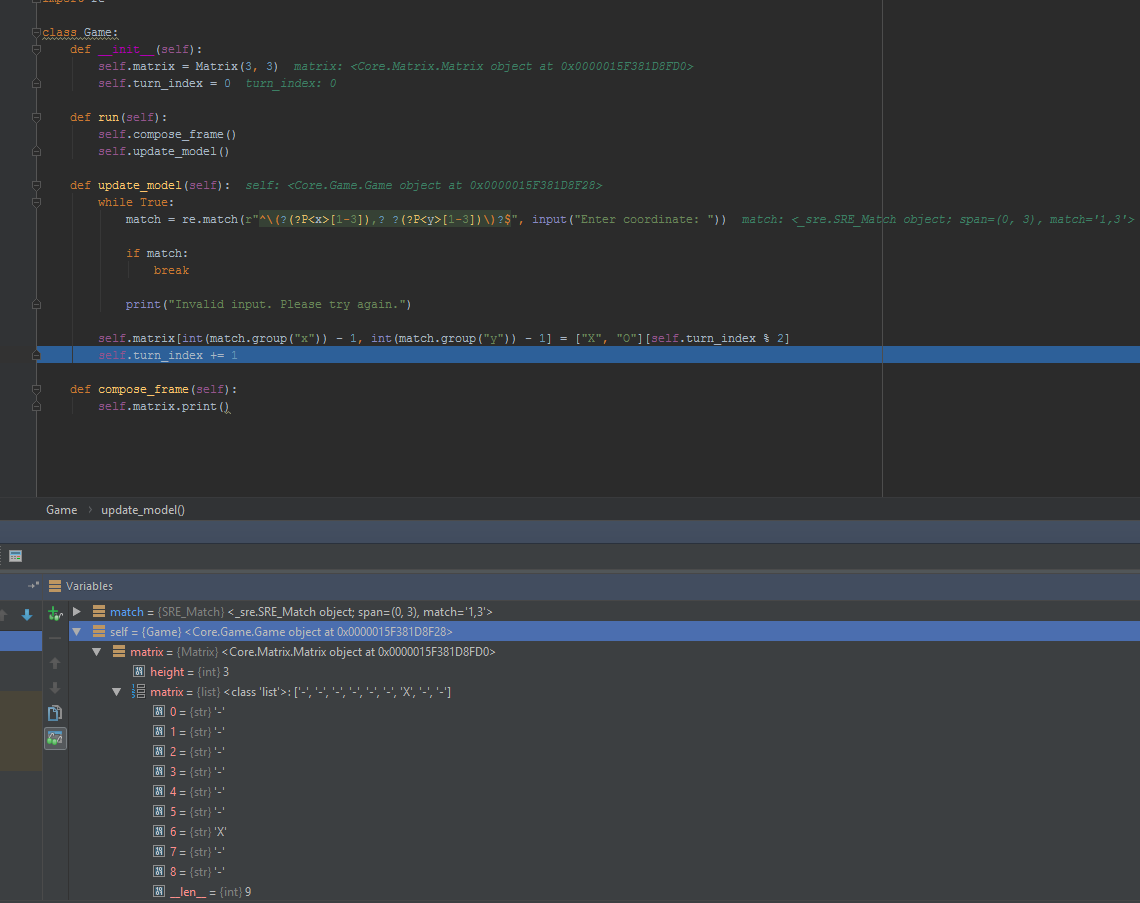 import re
class Game:
def __init__(self):
self.matrix = Matrix(3, 3)  matrix: <Core.Matrix.Matrix object at 0x0000015F381D8FD0>
self.turn_index = 0  turn_index: 0
def run(self):
self.compose_frame()
self.update_model()
def update_model(self):  self: <Core.Game.Game object at 0x0000015F381D8F28>
while True:
match = re.match(r"^\(?(?P<x>[1-3]),? ?(?P<y>[1-3])\)?$", input("Enter coordinate: "))  match: <_sre.SRE_Match object; span=(0, 3), match='1,3'>
if match:
break
print("Invalid input. Please try again.")
self.matrix[int(match.group("x")) - 1, int(match.group("y")) - 1] = ["X", "O"][self.turn_index % 2]
self.turn_index += 1
def compose_frame(self):
self.matrix.print()
Game > update_model()
Variables
match = {SRE_Match} <_sre.SRE_Match object; span=(0, 3), match='1,3'>
self = {Game} <Core.Game.Game object at 0x0000015F381D8F28>
matrix = {Matrix} <Core.Matrix.Matrix object at 0x0000015F381D8FD0>
height = {int} 3
matrix = {list} <class 'list'>: ['-', '-', '-', '-', '-', '-', 'X', '-', '-']
0 = {str} '-'
1 = {str} '-'
2 = {str} '-'
3 = {str} '-'
4 = {str} '-'
5 = {str} '-'
6 = {str} 'X'
7 = {str} '-'
8 = {str} '-'
__len__ = {int} 9